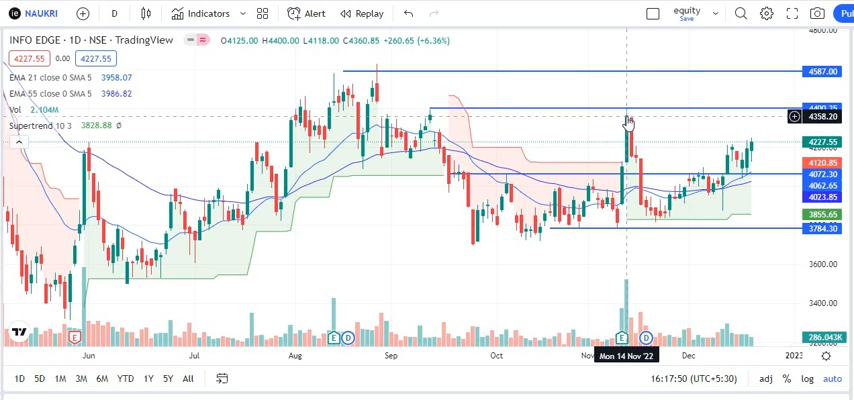 ie NAUKRI D Indicators Alert Replay equity Save Pu
INFO EDGE · 1D · NSE · TradingView O4125.00 H4400.00 L4118.00 C4360.85 +260.65 (+6.36%)
4227.55 0.00 4227.55
EMA 21 close 0 SMA 5 3958.07
EMA 55 close 0 SMA 5 3986.82
Vol 2.104M
Supertrend 10 3 3828.88 Ø
4800.00
4587.00
4400.35
4358.20
4227.55
4120.85
4072.30
4062.65
4023.85
3855.65
3784.30
3600.00
3400.00
286.043K
E E D E D
Jun Jul Aug Sep Oct Mon 14 Nov '22 Dec 2023
1D 5D 1M 3M 6M YTD 1Y 5Y All 16:17:50 (UTC+5:30) adj % log auto